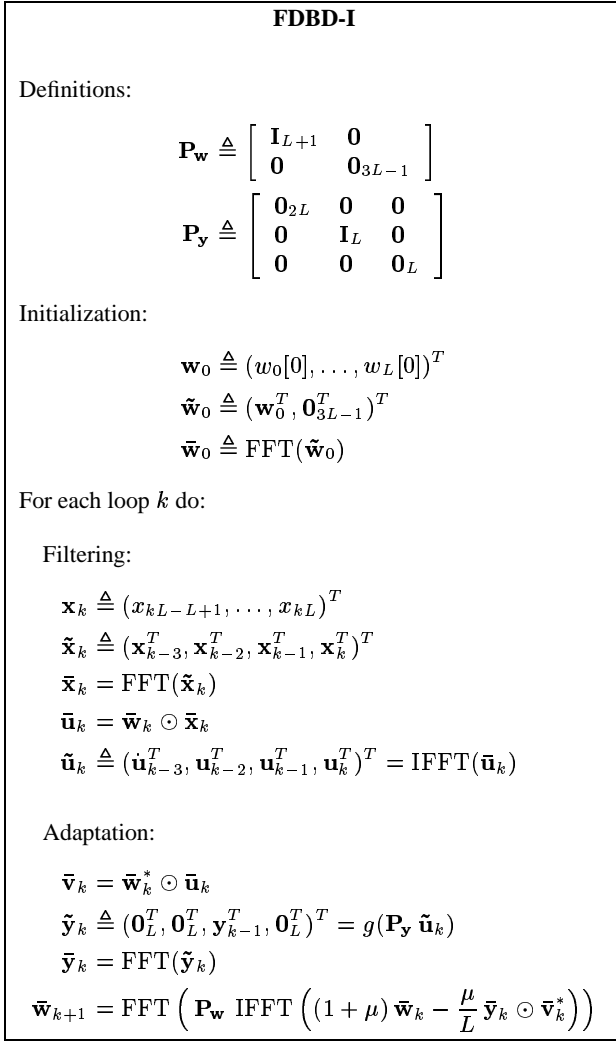 FDBD-I
Definitions:
P_w ≜ [ I_{L+1} 0
0 0_{3L−1} ]
P_y ≜ [ 0_{2L} 0 0
0 I_L 0
0 0 0_L ]
Initialization:
w_0 ≜ (w_0[0], . . . , w_L[0])^T
w̃_0 ≜ (w_0^T, 0_{3L−1}^T)^T
w̄_0 ≜ FFT(w̃_0)
For each loop k do:
Filtering:
x_k ≜ (x_{kL−L+1}, . . . , x_{kL})^T
x̃_k ≜ (x_{k−3}^T, x_{k−2}^T, x_{k−1}^T, x_k^T)^T
x̄_k = FFT(x̃_k)
ū_k = w̄_k ⊙ x̄_k
ũ_k ≜ (u̇_{k−3}^T, u_{k−2}^T, u_{k−1}^T, u_k^T)^T = IFFT(ū_k)
Adaptation:
v̄_k = w̄_k^* ⊙ ū_k
ỹ_k ≜ (0_L^T, 0_L^T, y_{k−1}^T, 0_L^T)^T = g(P_y ũ_k)
ȳ_k = FFT(ỹ_k)
w̄_{k+1} = FFT ( P_w IFFT ( (1 + μ) w̄_k − μ/L ȳ_k ⊙ v̄_k^* ) )